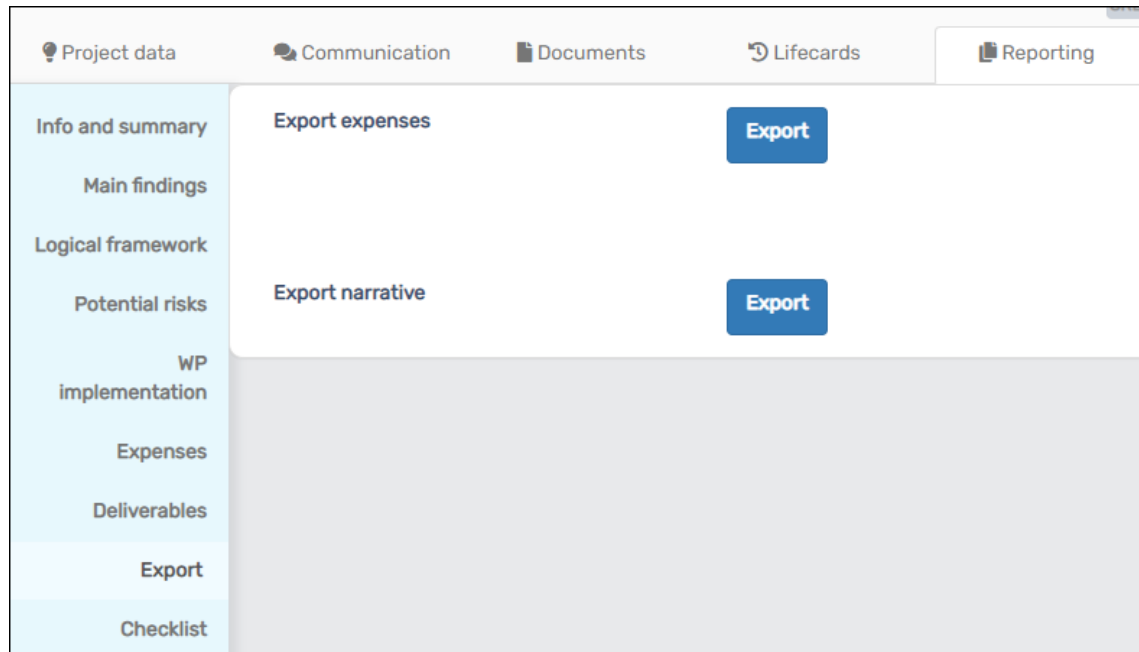 Project data
Communication
Documents
Lifecards
Reporting
Info and summary
Main findings
Logical framework
Potential risks
WP
implementation
Expenses
Deliverables
Export
Checklist
Export expenses
Export
Export narrative
Export